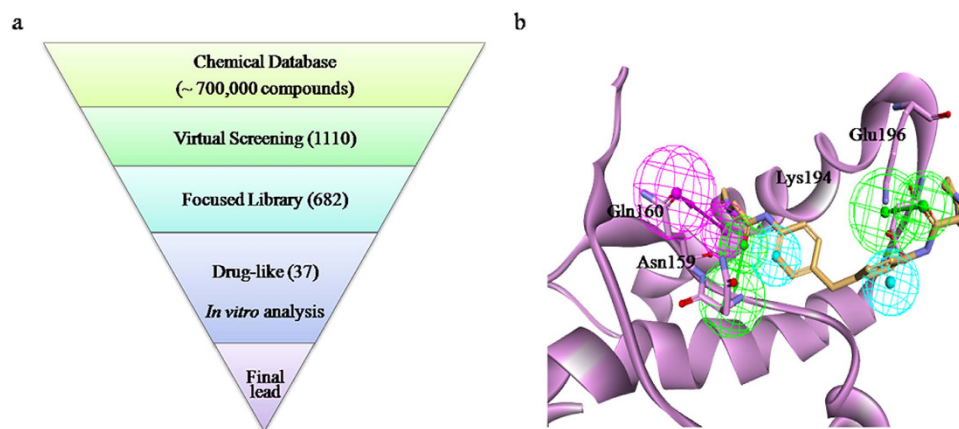 a
Chemical Database
(~ 700,000 compounds)
Virtual Screening (1110)
Focused Library (682)
Drug-like (37)
In vitro analysis
Final
lead
b
Glu196
Lys194
Gln160
Asn159